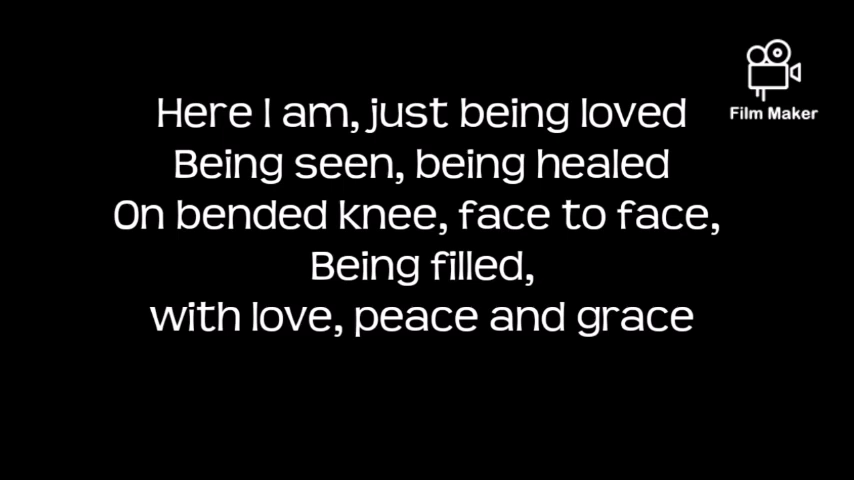 Here I am, just being loved
Being seen, being healed
On bended knee, face to face,
Being filled,
with love, peace and grace
Film Maker